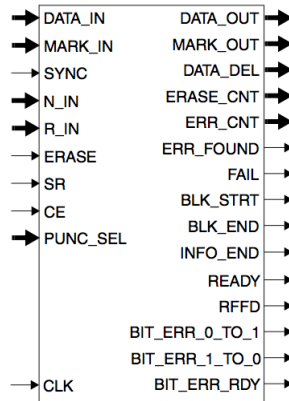 DATA_IN
MARK_IN
SYNC
N_IN
R_IN
ERASE
SR
CE
PUNC_SEL
CLK
DATA_OUT
MARK_OUT
DATA_DEL
ERASE_CNT
ERR_CNT
ERR_FOUND
FAIL
BLK_STRT
BLK_END
INFO_END
READY
RFFD
BIT_ERR_0_TO_1
BIT_ERR_1_TO_0
BIT_ERR_RDY